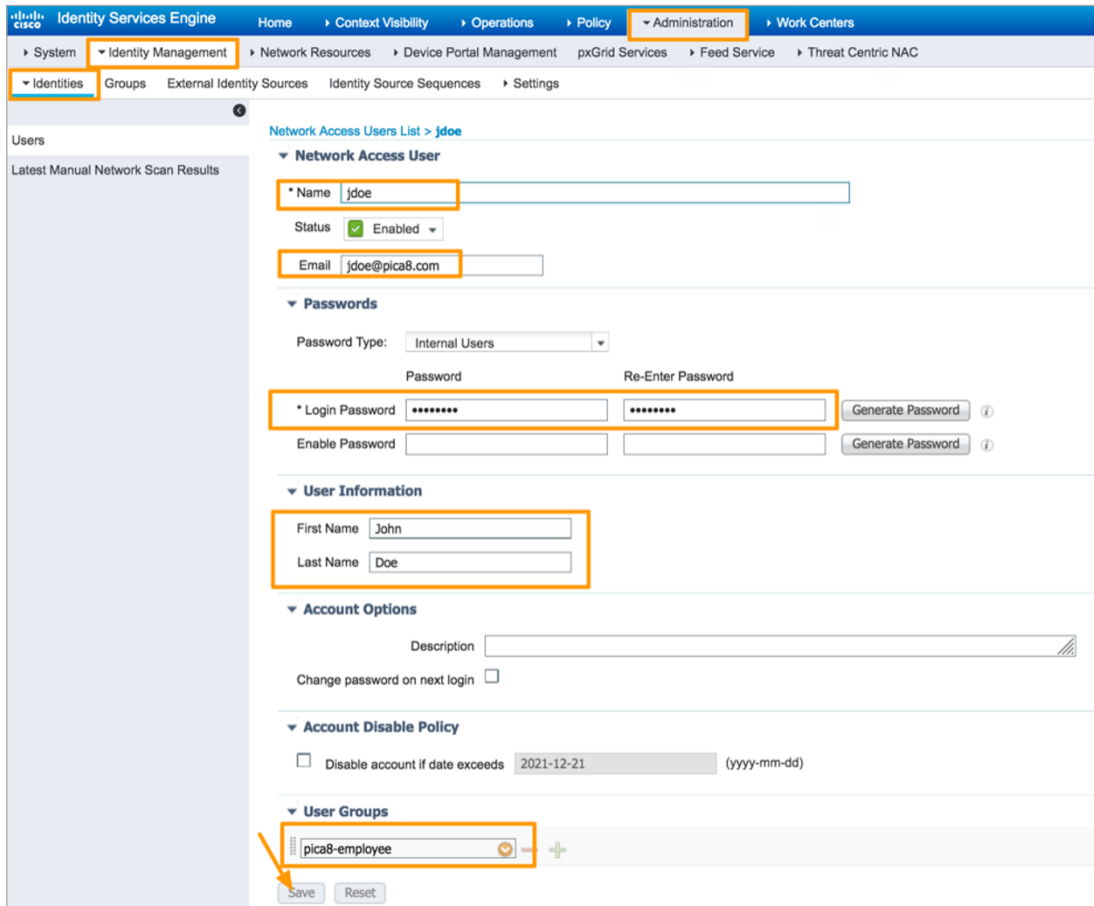 cisco Identity Services Engine Home Context Visibility Operations Policy Administration Work Centers
System Identity Management Network Resources Device Portal Management pxGrid Services Feed Service Threat Centric NAC
Identities Groups External Identity Sources Identity Source Sequences Settings
Network Access Users List > jdoe
Users
Network Access User
Latest Manual Network Scan Results
* Name jdoe
Status Enabled
Email jdoe@pica8.com
Passwords
Password Type: Internal Users
Password Re-Enter Password
* Login Password •••••••• •••••••• Generate Password i
Enable Password Generate Password i
User Information
First Name John
Last Name Doe
Account Options
Description
Change password on next login
Account Disable Policy
Disable account if date exceeds 2021-12-21 (yyyy-mm-dd)
User Groups
pica8-employee
Save Reset